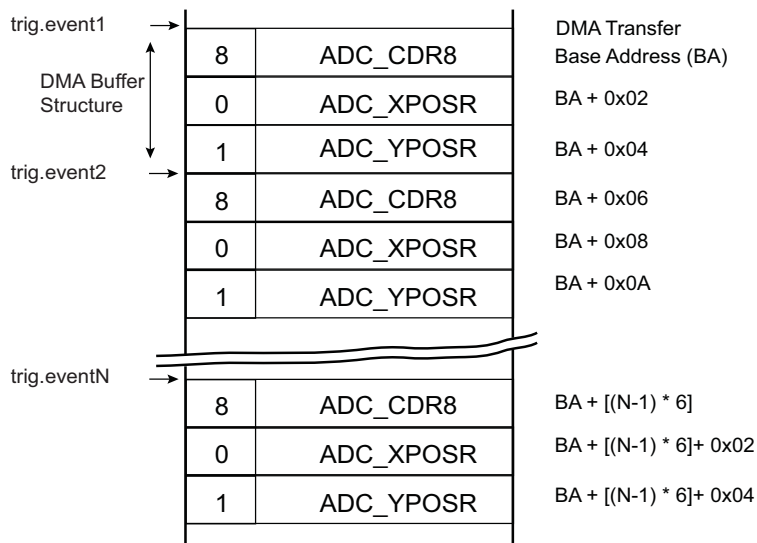 trig.event1
DMA Transfer
8 ADC_CDR8 Base Address (BA)
DMA Buffer
Structure
0 ADC_XPOSR BA + 0x02
1 ADC_YPOSR BA + 0x04
trig.event2
8 ADC_CDR8 BA + 0x06
0 ADC_XPOSR BA + 0x08
1 ADC_YPOSR BA + 0x0A
trig.eventN
8 ADC_CDR8 BA + [(N-1) * 6]
0 ADC_XPOSR BA + [(N-1) * 6]+ 0x02
1 ADC_YPOSR BA + [(N-1) * 6]+ 0x04